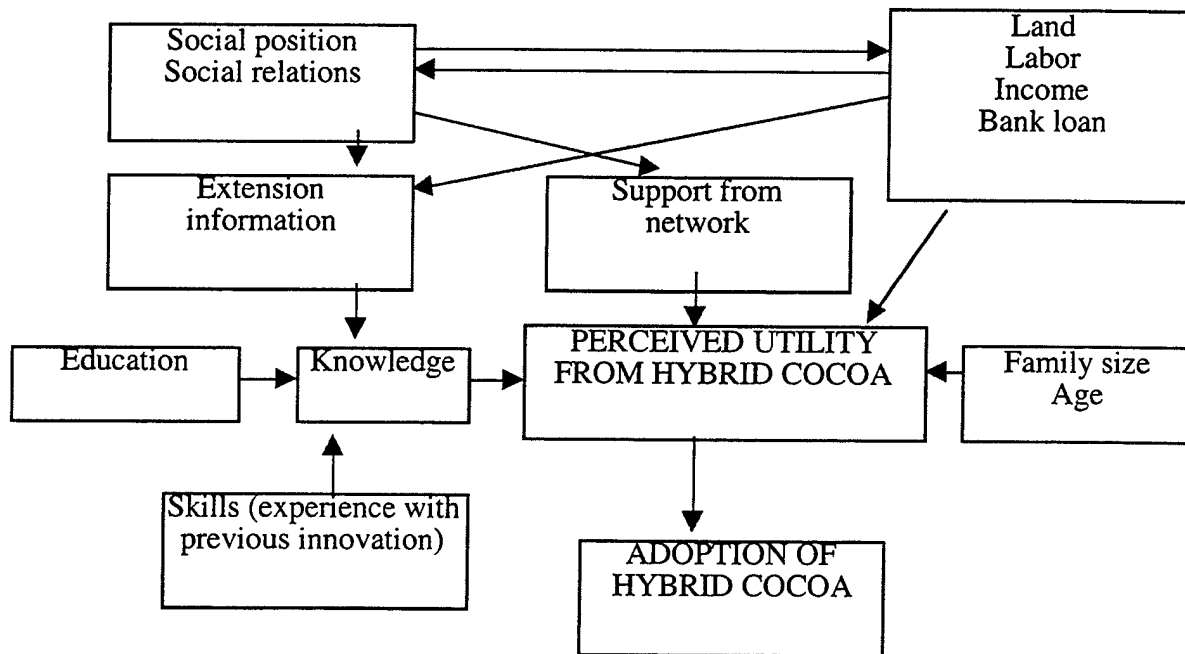 Social position
Social relations
Land
Labor
Income
Bank loan
Extension
information
Support from
network
Education
Knowledge
PERCEIVED UTILITY
FROM HYBRID COCOA
Family size
Age
Skills (experience with
previous innovation)
ADOPTION OF
HYBRID COCOA